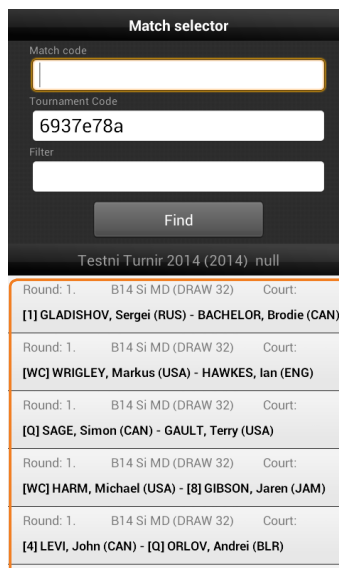 Match selector
Match code
Tournament Code
6937e78a
Filter
Find
Testni Turnir 2014 (2014) null
Round: 1. B14 Si MD (DRAW 32) Court:
[1] GLADISHOV, Sergei (RUS) - BACHELOR, Brodie (CAN)
Round: 1. B14 Si MD (DRAW 32) Court:
[WC] WRIGLEY, Markus (USA) - HAWKES, Ian (ENG)
Round: 1. B14 Si MD (DRAW 32) Court:
[Q] SAGE, Simon (CAN) - GAULT, Terry (USA)
Round: 1. B14 Si MD (DRAW 32) Court:
[WC] HARM, Michael (USA) - [8] GIBSON, Jaren (JAM)
Round: 1. B14 Si MD (DRAW 32) Court:
[4] LEVI, John (CAN) - [Q] ORLOV, Andrei (BLR)